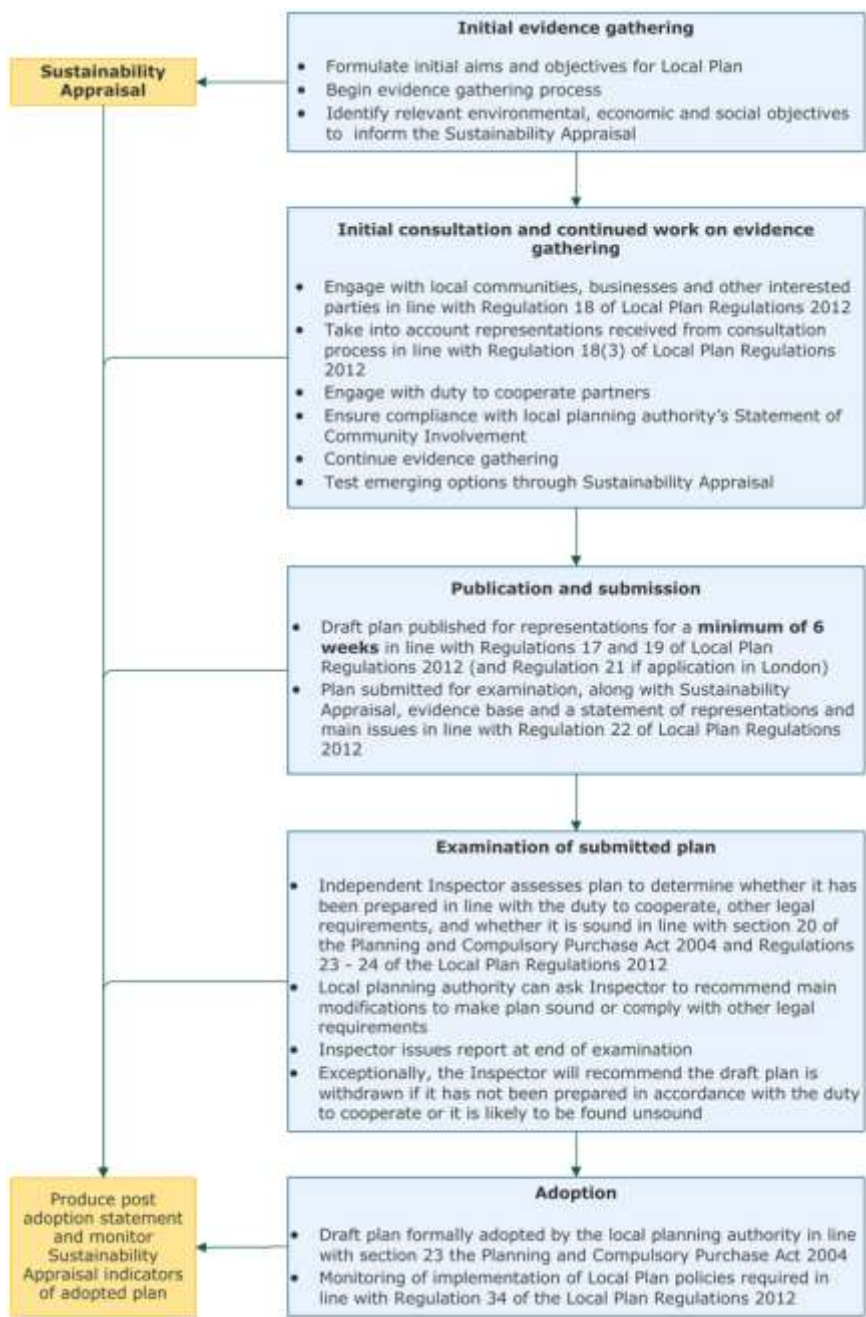 Initial evidence gathering
• Formulate initial aims and objectives for Local Plan
• Begin evidence gathering process
• Identify relevant environmental, economic and social objectives
to inform the Sustainability Appraisal
Sustainability
Appraisal
Initial consultation and continued work on evidence
gathering
• Engage with local communities, businesses and other interested
parties in line with Regulation 18 of Local Plan Regulations 2012
• Take into account representations received from consultation
process in line with Regulation 18(3) of Local Plan Regulations
2012
• Engage with duty to cooperate partners
• Ensure compliance with local planning authority's Statement of
Community Involvement
• Continue evidence gathering
• Test emerging options through Sustainability Appraisal
Publication and submission
• Draft plan published for representations for a minimum of 6
weeks in line with Regulations 17 and 19 of Local Plan
Regulations 2012 (and Regulation 21 if application in London)
• Plan submitted for examination, along with Sustainability
Appraisal, evidence base and a statement of representations and
main issues in line with Regulation 22 of Local Plan Regulations
2012
Examination of submitted plan
• Independent Inspector assesses plan to determine whether it has
been prepared in line with the duty to cooperate, other legal
requirements, and whether it is sound in line with section 20 of
the Planning and Compulsory Purchase Act 2004 and Regulations
23 - 24 of the Local Plan Regulations 2012
• Local planning authority can ask Inspector to recommend main
modifications to make plan sound or comply with other legal
requirements
• Inspector issues report at end of examination
• Exceptionally, the Inspector will recommend the draft plan is
withdrawn if it has not been prepared in accordance with the duty
to cooperate or it is likely to be found unsound
Adoption
• Draft plan formally adopted by the local planning authority in line
with section 23 the Planning and Compulsory Purchase Act 2004
• Monitoring of implementation of Local Plan policies required in
line with Regulation 34 of the Local Plan Regulations 2012
Produce post
adoption statement
and monitor
Sustainability
Appraisal indicators
of adopted plan